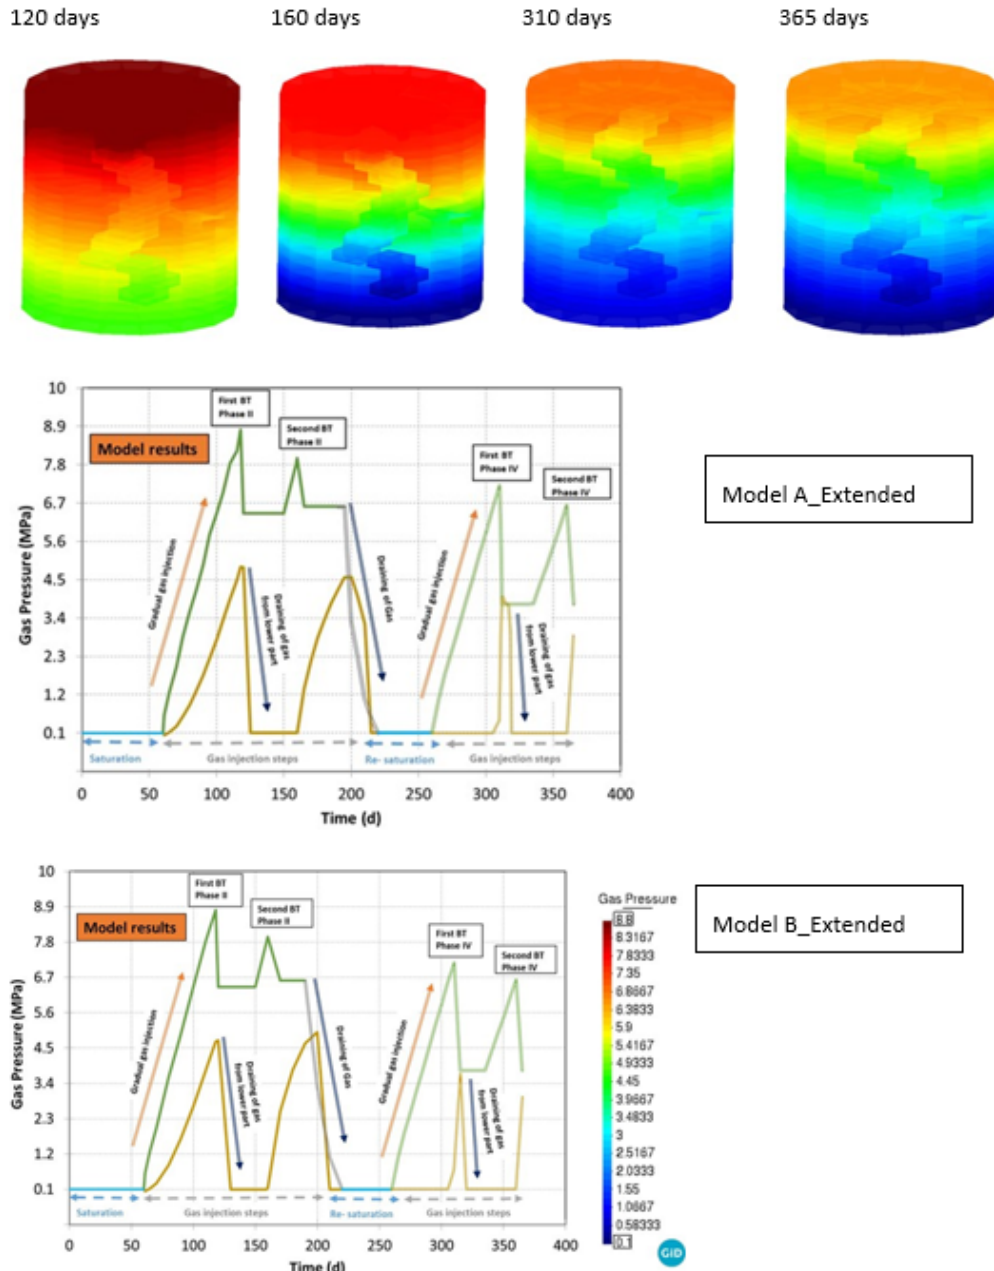 120 days
160 days
310 days
365 days
10
8.9
7.8
6.7
5.6
4.5
3.4
2.3
1.2
0.1
Gas Pressure (MPa)
Model results
First BT
Phase II
Second BT
Phase II
First BT
Phase IV
Second BT
Phase IV
Gradual gas injection
Draining of gas
from lower part
Draining of Gas
Gradual gas injection
Draining of gas
from lower part
Saturation
Gas injection steps
Re- saturation
Gas injection steps
0
50
100
150
200
250
300
350
400
Time (d)
Model A_Extended
10
8.9
7.8
6.7
5.6
4.5
3.4
2.3
1.2
0.1
Gas Pressure (MPa)
Model results
First BT
Phase II
Second BT
Phase II
First BT
Phase IV
Second BT
Phase IV
Gradual gas injection
Draining of gas
from lower part
Draining of Gas
Gradual gas injection
Draining of gas
from lower part
Saturation
Gas injection steps
Re- saturation
Gas injection steps
0
50
100
150
200
250
300
350
400
Time (d)
Gas Pressure
8.8
8.3167
7.8333
7.35
6.8667
6.3833
5.9
5.4167
4.9333
4.45
3.9667
3.4833
3
2.5167
2.0333
1.55
1.0667
0.58333
0.1
GiD
Model B_Extended